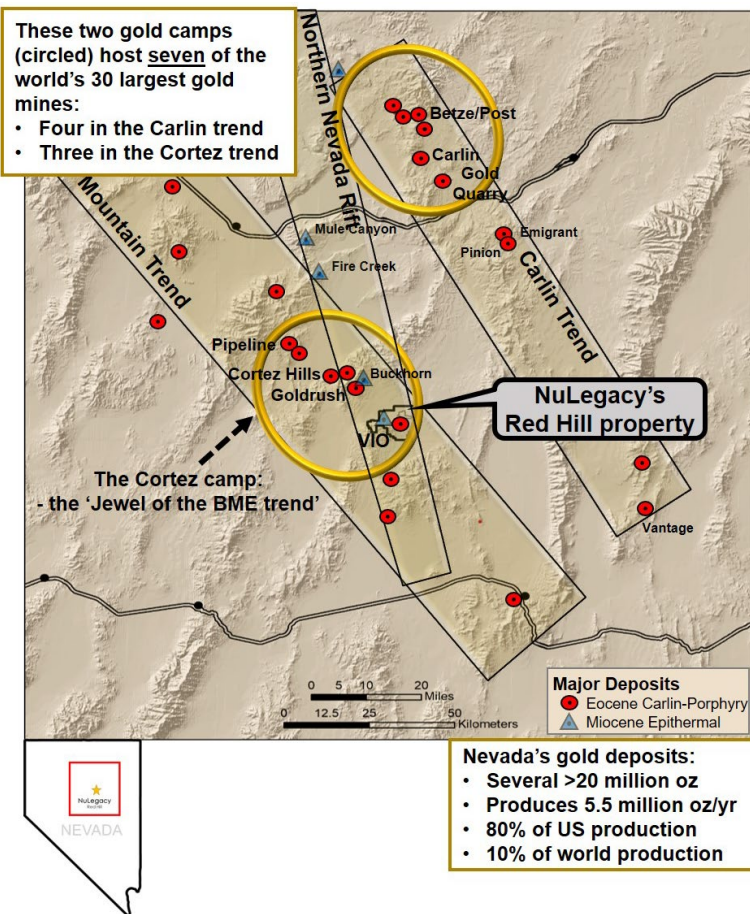 These two gold camps
(circled) host seven of the
world's 30 largest gold
mines:
• Four in the Carlin trend
• Three in the Cortez trend
Northern Nevada Rift
Betze/Post
Carlin
Gold
Quarry
Mountain Trend
Mule Canyon
Fire Creek
Emigrant
Pinion
Carlin Trend
Pipeline
Cortez Hills
Buckhorn
Goldrush
VIO
NuLegacy's
Red Hill property
The Cortez camp:
- the 'Jewel of the BME trend'
Vantage
0 5 10 20
Miles
0 12.5 25 50
Kilometers
Major Deposits
Eocene Carlin-Porphyry
Miocene Epithermal
NuLegacy
NEVADA
Nevada's gold deposits:
• Several >20 million oz
• Produces 5.5 million oz/yr
• 80% of US production
• 10% of world production